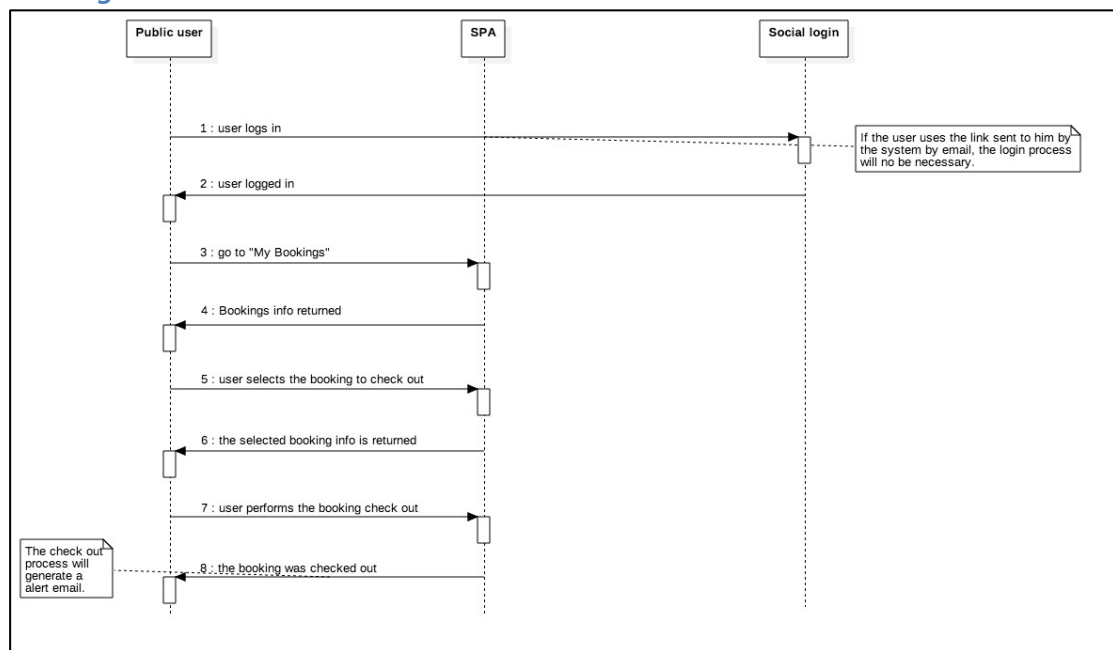 Public user
SPA
Social login
1 : user logs in
If the user uses the link sent to him by
the system by email, the login process
will no be necessary.
2 : user logged in
3 : go to "My Bookings"
4 : Bookings info returned
5 : user selects the booking to check out
6 : the selected booking info is returned
7 : user performs the booking check out
The check out
process will
generate a
alert email.
8 : the booking was checked out